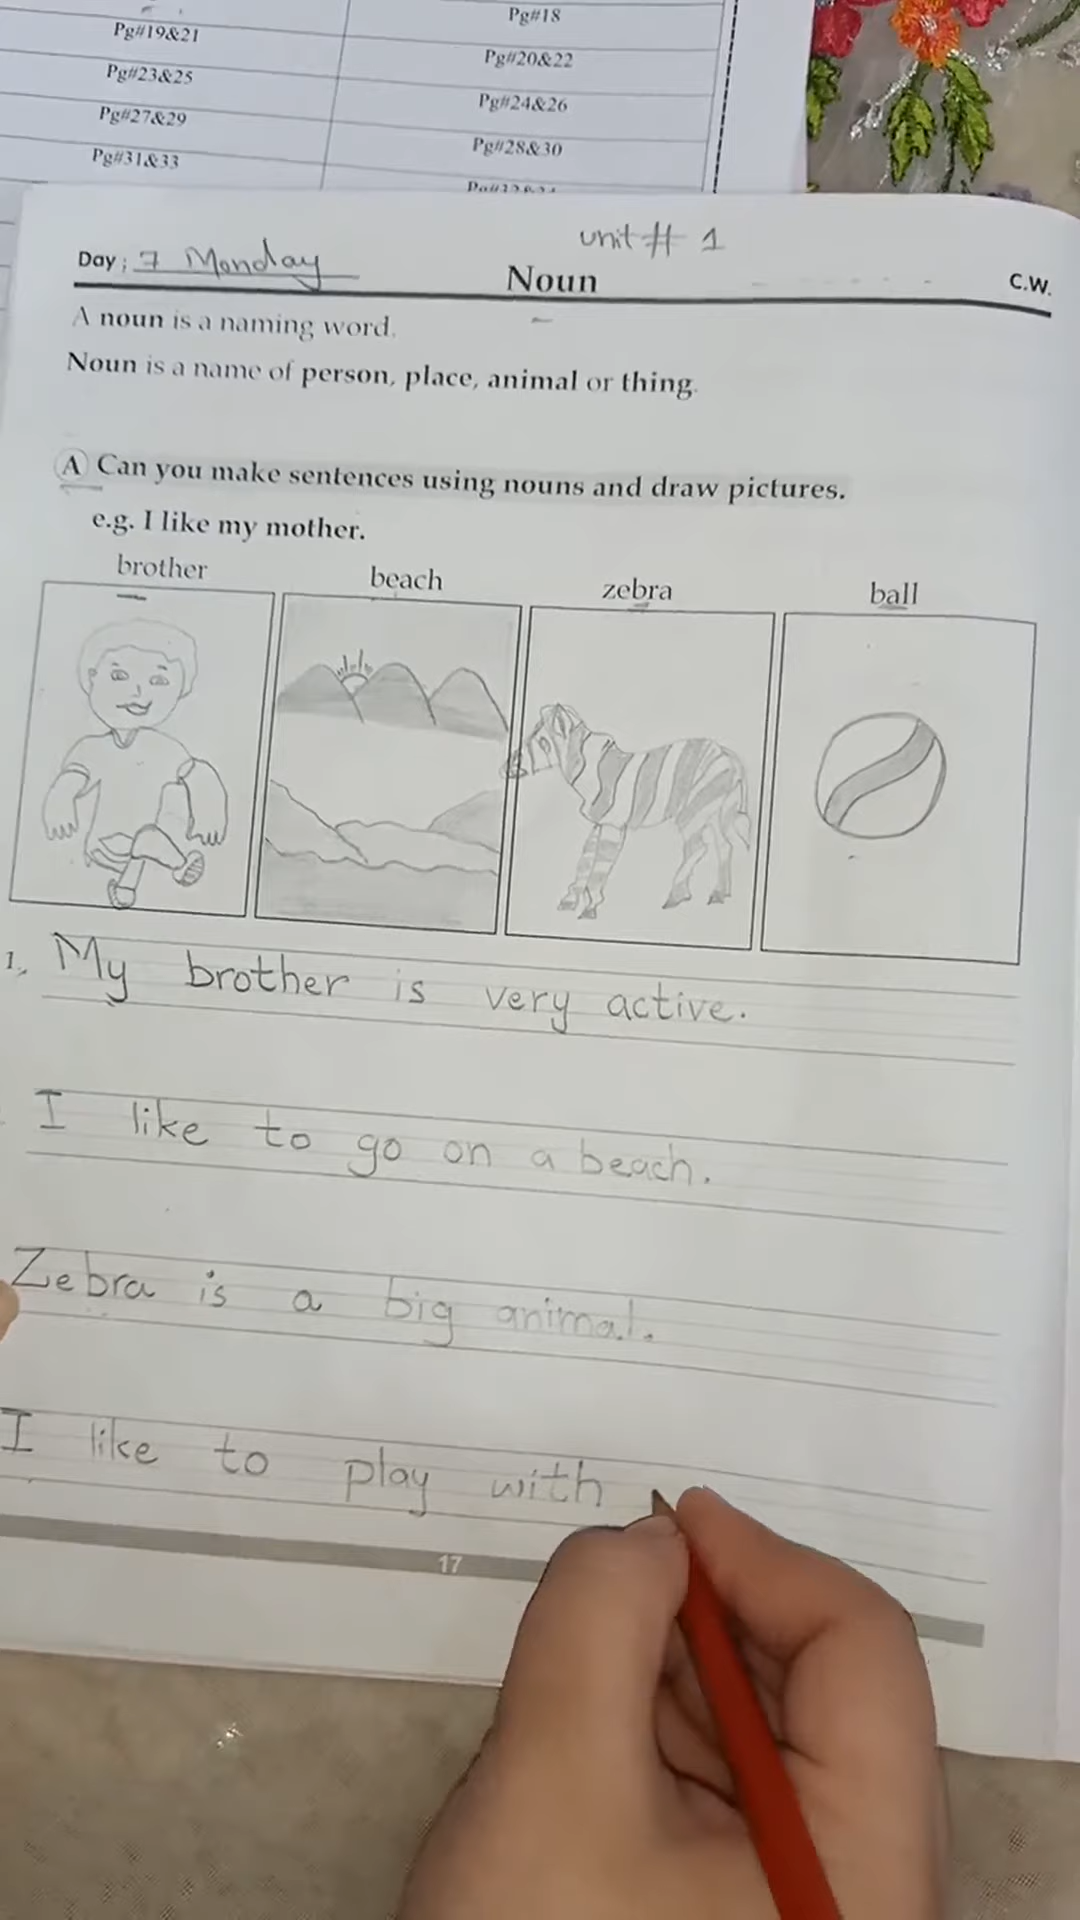 Pg#18
Pg#19&21
Pg#20&22
Pg#23&25
Pg#24&26
Pg#27&29
Pg#28&30
Pg#31&33
unit # 1
Day: 7 Monday
Noun
C.W.
A noun is a naming word.
Noun is a name of person, place, animal or thing.
A Can you make sentences using nouns and draw pictures.
e.g. I like my mother.
brother beach zebra ball
1. My brother is very active.
I like to go on a beach.
Zebra is a big animal.
I like to play with
17